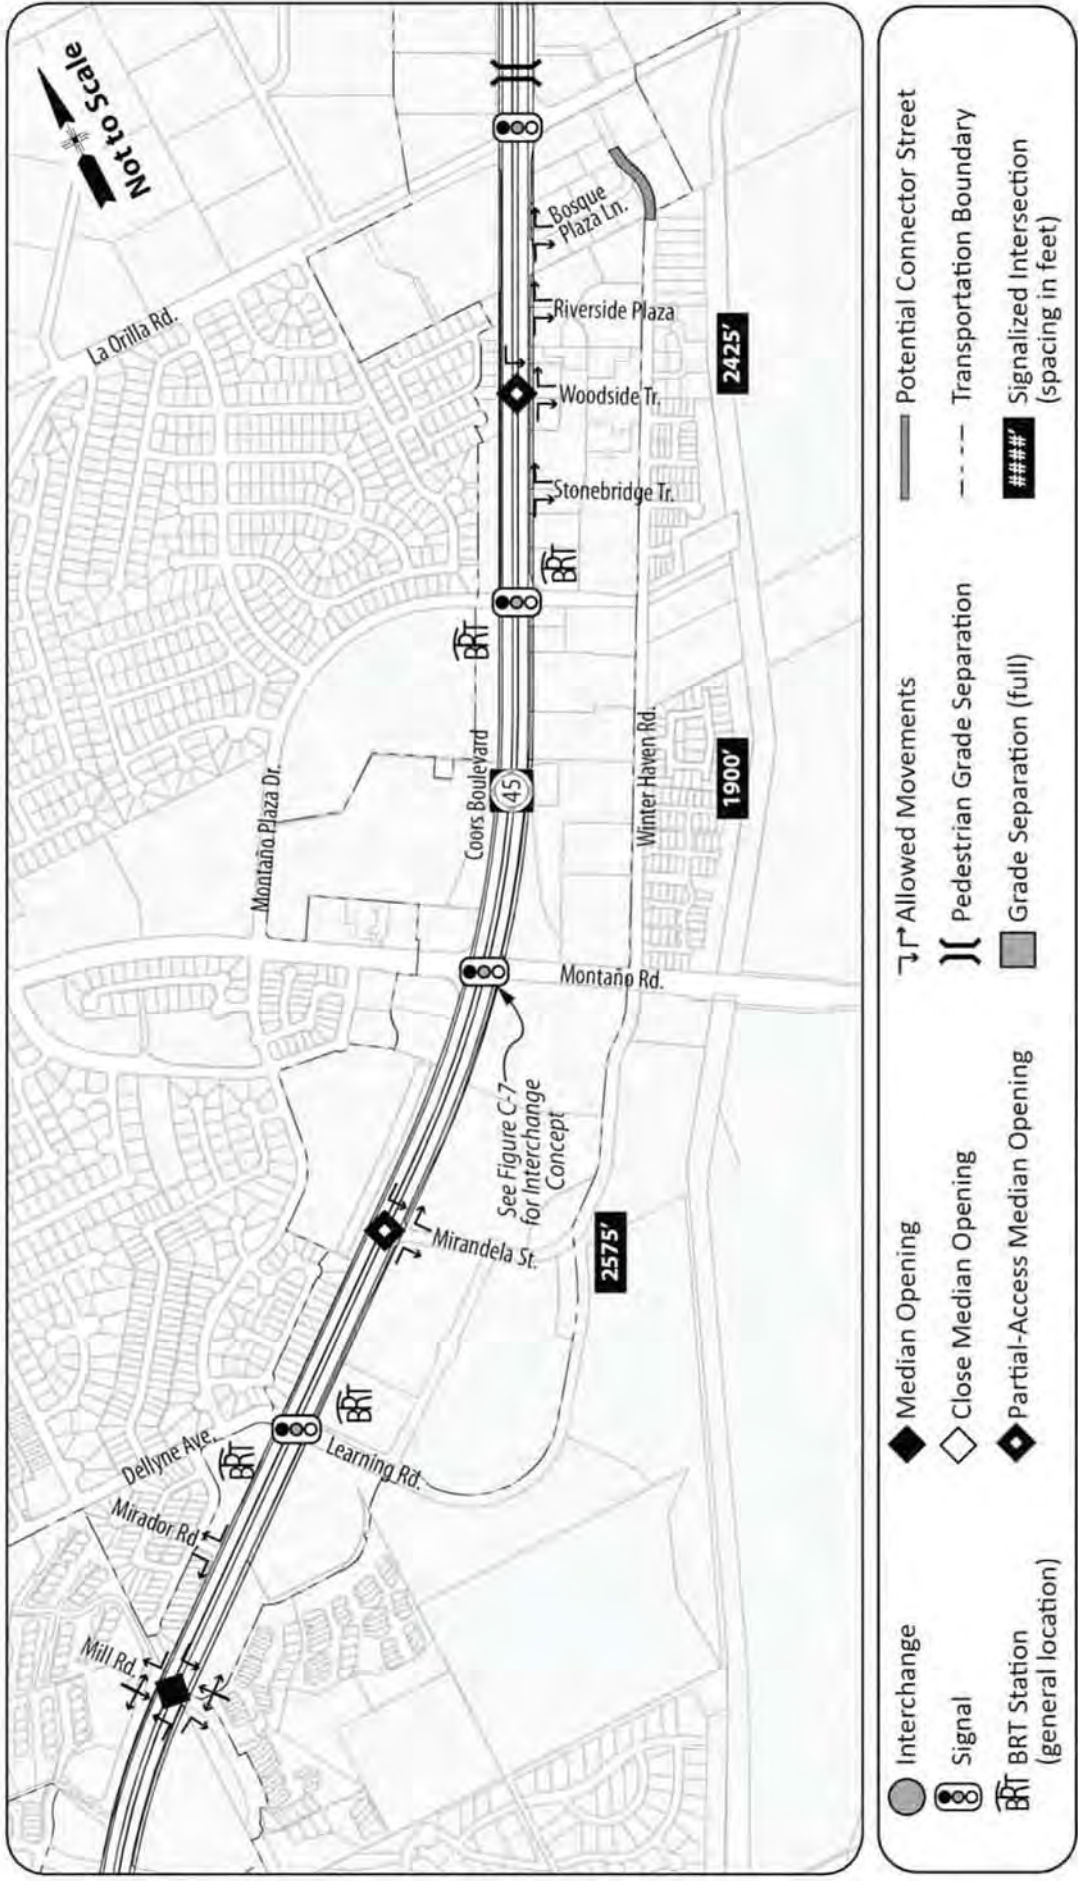 Not to Scale
La Orilla Rd.
Bosque
Plaza Ln.
Riverside Plaza
Woodside Tr.
2425'
Stonebridge Tr.
BRT
BRT
Montaño Plaza Dr.
Coors Boulevard
45
Winter Haven Rd.
1900'
Montaño Rd.
See Figure C-7
for Interchange
Concept
Mirandela St.
2575'
Dellyne Ave.
BRT
BRT
Learning Rd.
Mirador Rd
Mill Rd.
Interchange
Signal
BRT BRT Station
(general location)
Median Opening
Close Median Opening
Partial-Access Median Opening
Allowed Movements
Pedestrian Grade Separation
Grade Separation (full)
Potential Connector Street
Transportation Boundary
####' Signalized Intersection
(spacing in feet)